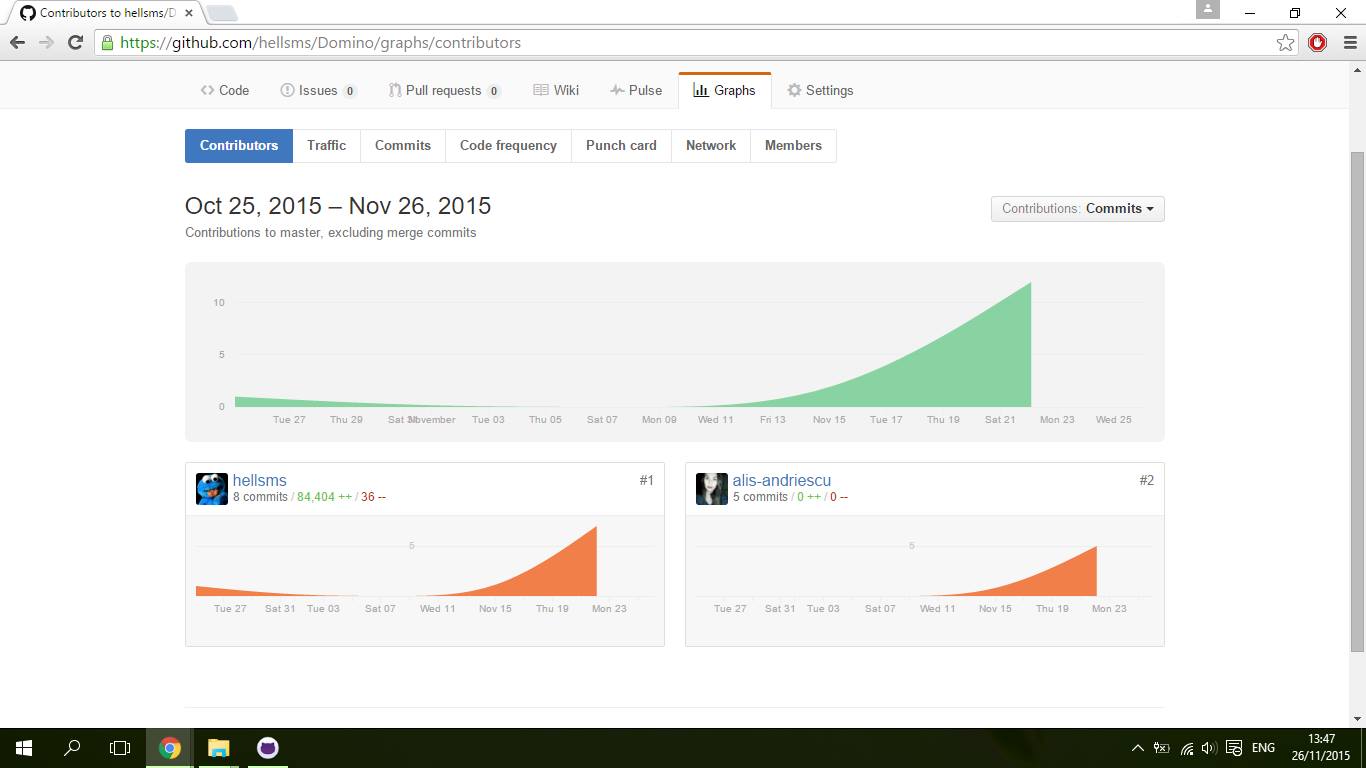 Contributors to hellsms/D
https://github.com/hellsms/Domino/graphs/contributors
Code Issues 0 Pull requests 0 Wiki Pulse Graphs Settings
Contributors Traffic Commits Code frequency Punch card Network Members
Oct 25, 2015 – Nov 26, 2015
Contributions: Commits
Contributions to master, excluding merge commits
10
5
0
Tue 27 Thu 29 Sat 31 November Tue 03 Thu 05 Sat 07 Mon 09 Wed 11 Fri 13 Nov 15 Tue 17 Thu 19 Sat 21 Mon 23 Wed 25
hellsms #1
8 commits / 84,404 ++ / 36 --
5
Tue 27 Sat 31 Tue 03 Sat 07 Wed 11 Nov 15 Thu 19 Mon 23
alis-andriescu #2
5 commits / 0 ++ / 0 --
5
Tue 27 Sat 31 Tue 03 Sat 07 Wed 11 Nov 15 Thu 19 Mon 23
ENG
13:47
26/11/2015